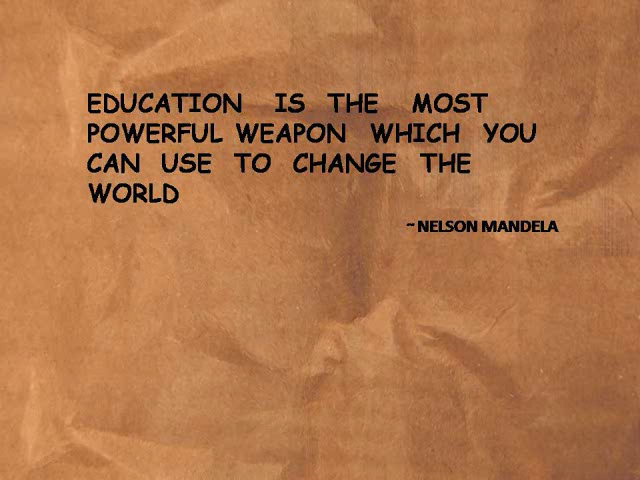 EDUCATION IS THE MOST
POWERFUL WEAPON WHICH YOU
CAN USE TO CHANGE THE
WORLD
~ NELSON MANDELA